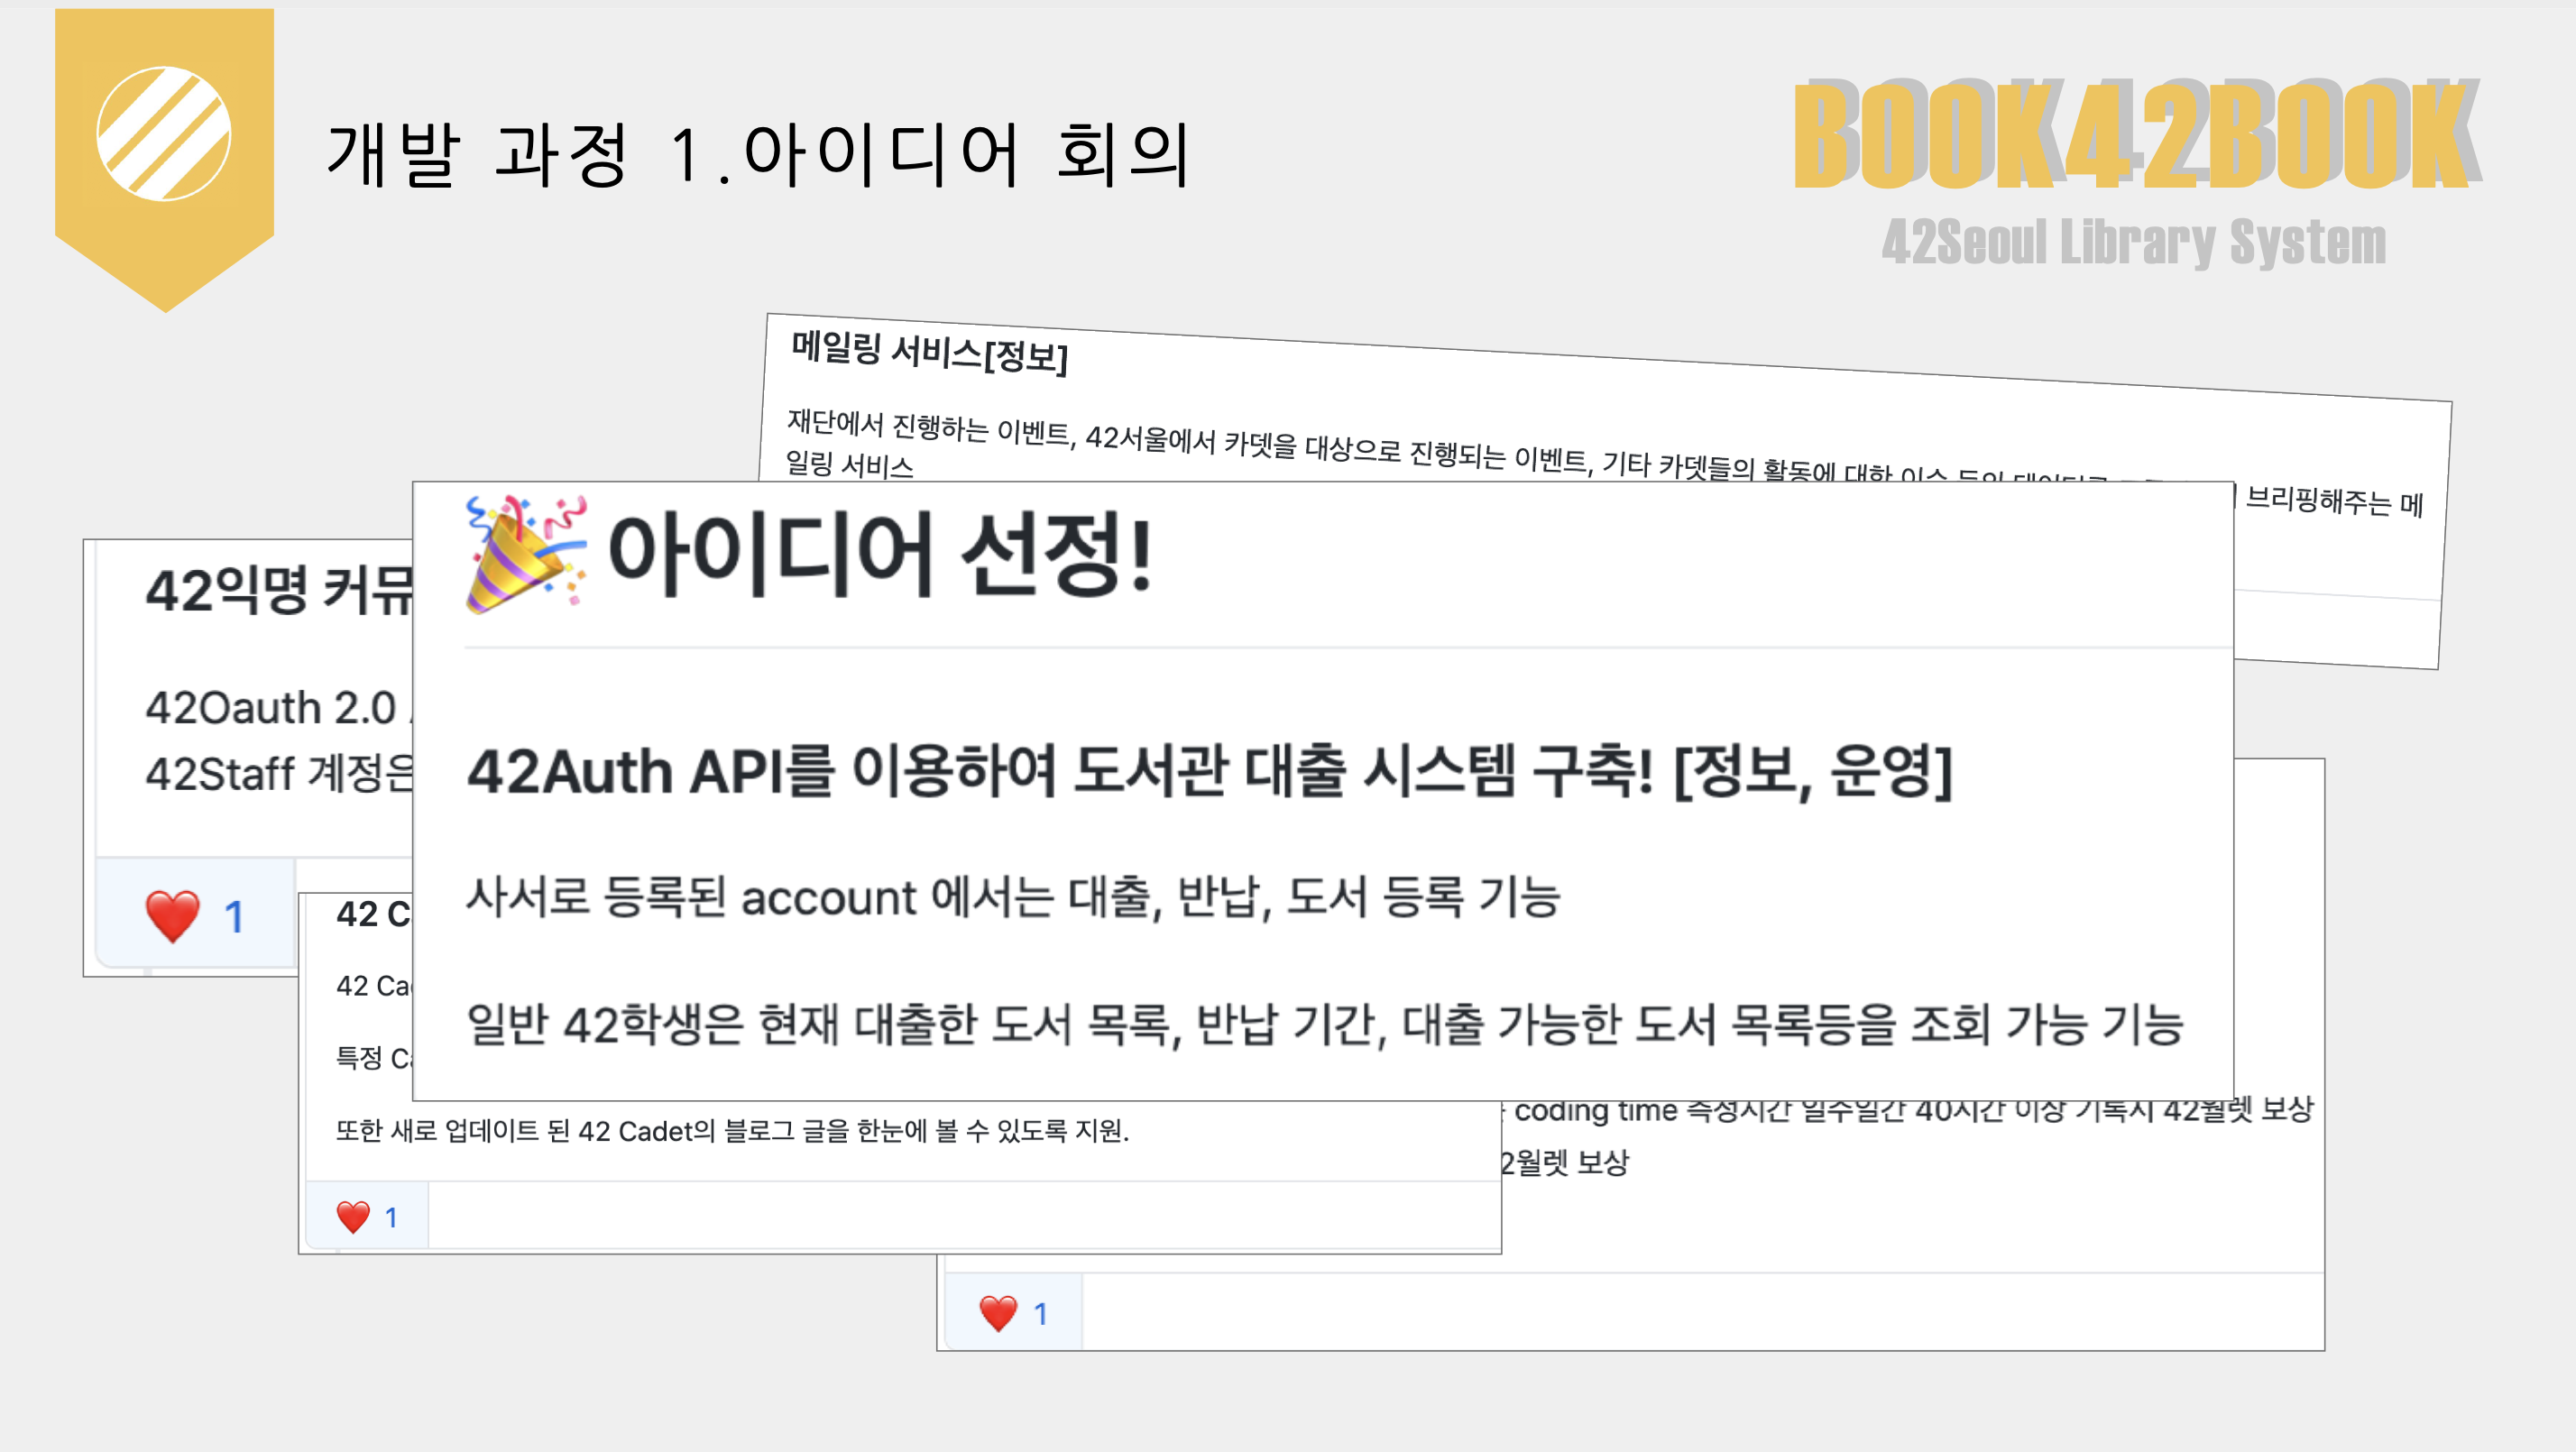 개발 과정 1.아이디어 회의
BOOK42BOOK
42Seoul Library System
메일링 서비스[정보]
재단에서 진행하는 이벤트, 42서울에서 카뎃을 대상으로 진행되는 이벤트, 기타 카뎃들의 활동에 대한 이슈 등의
브리핑해주는 메
일링 서비스
🎉 아이디어 선정!
42Auth API를 이용하여 도서관 대출 시스템 구축! [정보, 운영]
사서로 등록된 account 에서는 대출, 반납, 도서 등록 기능
일반 42학생은 현재 대출한 도서 목록, 반납 기간, 대출 가능한 도서 목록등을 조회 가능 기능
42익명 커뮤
42Oauth 2.0
42Staff 계정은
❤️ 1
42 C
42 Ca
특정 C
또한 새로 업데이트 된 42 Cadet의 블로그 글을 한눈에 볼 수 있도록 지원.
❤️ 1
coding time 측정시간 일주일간 40시간 이상 기록시 42월렛 보상
2월렛 보상
❤️ 1